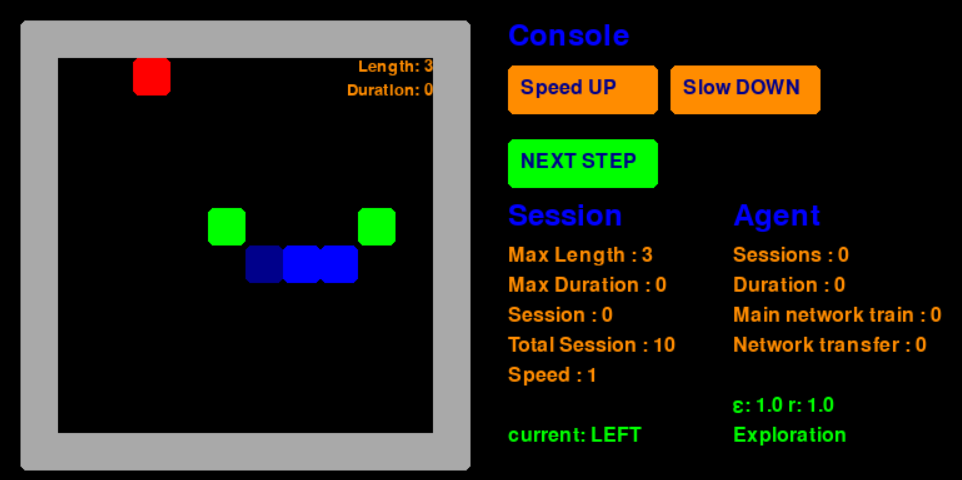 Length: 3
Duration: 0
Console
Speed UP
Slow DOWN
NEXT STEP
Session
Max Length : 3
Max Duration : 0
Session : 0
Total Session : 10
Speed : 1
current: LEFT
Agent
Sessions : 0
Duration : 0
Main network train : 0
Network transfer : 0
ε: 1.0 r: 1.0
Exploration